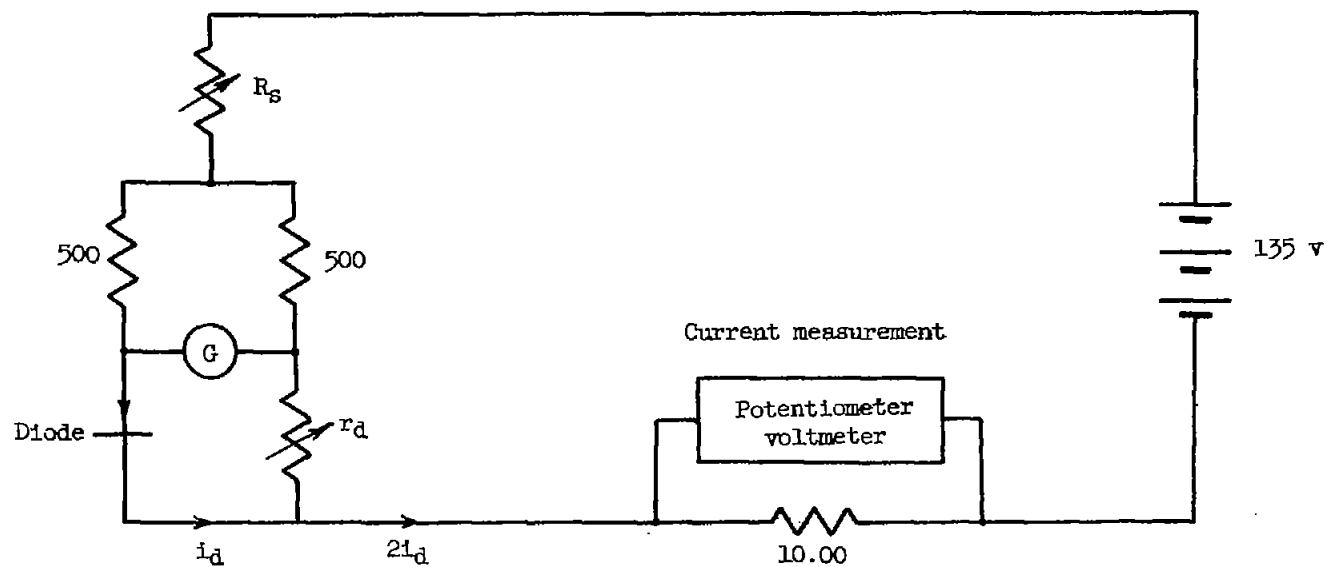 R_s
500
500
135 v
G
Current measurement
Potentiometer
voltmeter
Diode
r_d
i_d
2i_d
10.00